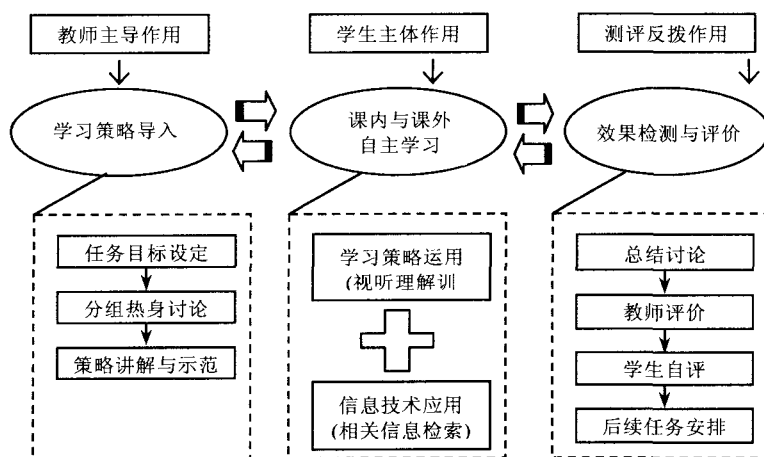 教师主导作用
学生主体作用
测评反拨作用
学习策略导入
课内与课外
自主学习
效果检测与评价
任务目标设定
分组热身讨论
策略讲解与示范
学习策略运用
(视听理解训
信息技术应用
(相关信息检索)
总结讨论
教师评价
学生自评
后续任务安排